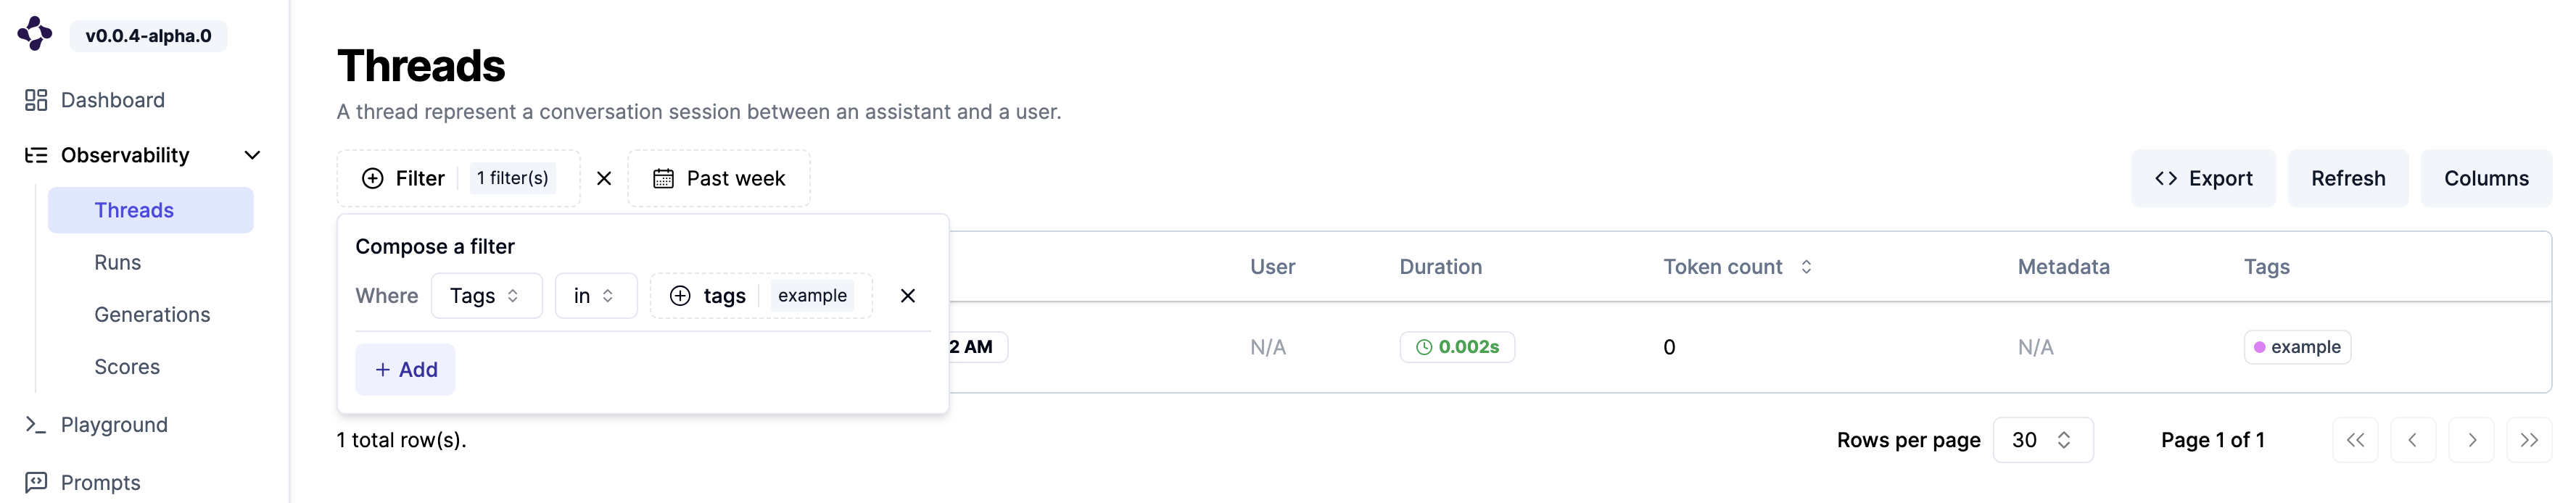 v0.0.4-alpha.0
Dashboard
Observability
Threads
Runs
Generations
Scores
Playground
Prompts
Threads
A thread represent a conversation session between an assistant and a user.
Filter 1 filter(s) Past week Export Refresh Columns
Compose a filter
Where Tags in tags example
+ Add
User Duration Token count Metadata Tags
2 AM N/A 0.002s 0 N/A example
1 total row(s). Rows per page 30 Page 1 of 1